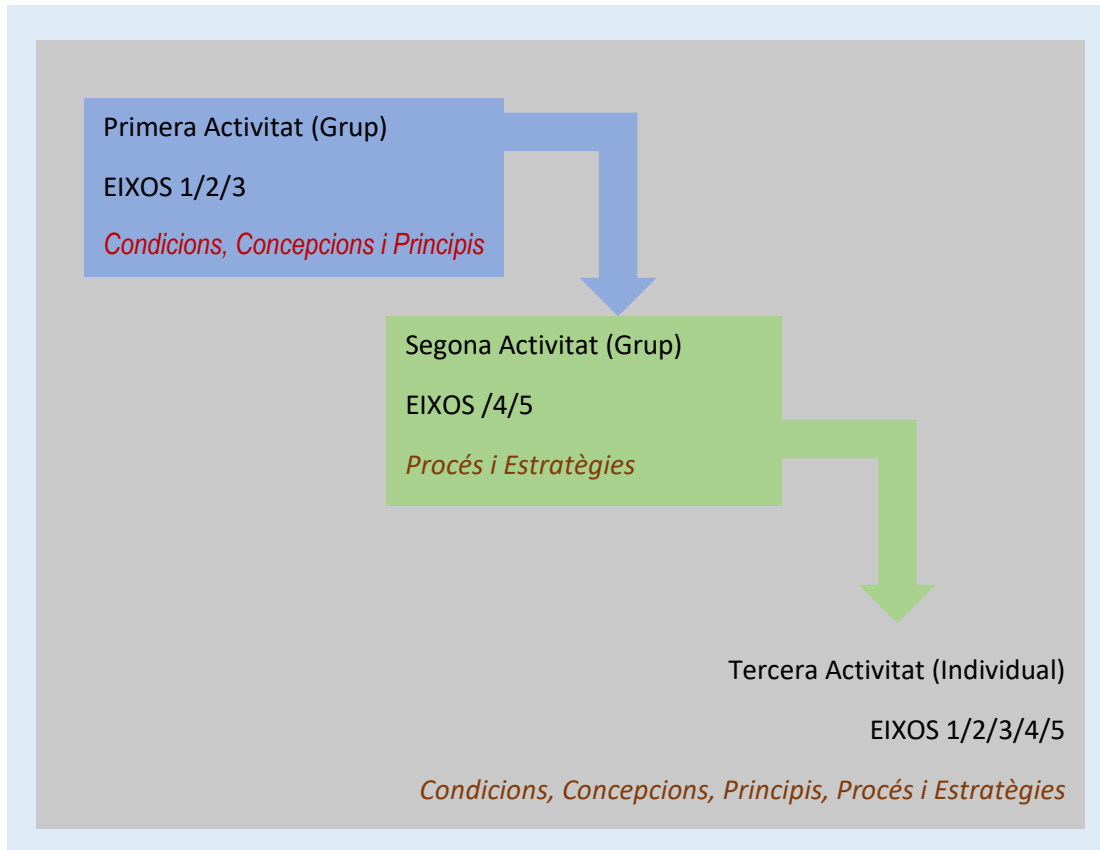 Primera Activitat (Grup)
EIXOS 1/2/3
Condicions, Concepcions i Principis
Segona Activitat (Grup)
EIXOS /4/5
Procés i Estratègies
Tercera Activitat (Individual)
EIXOS 1/2/3/4/5
Condicions, Concepcions, Principis, Procés i Estratègies